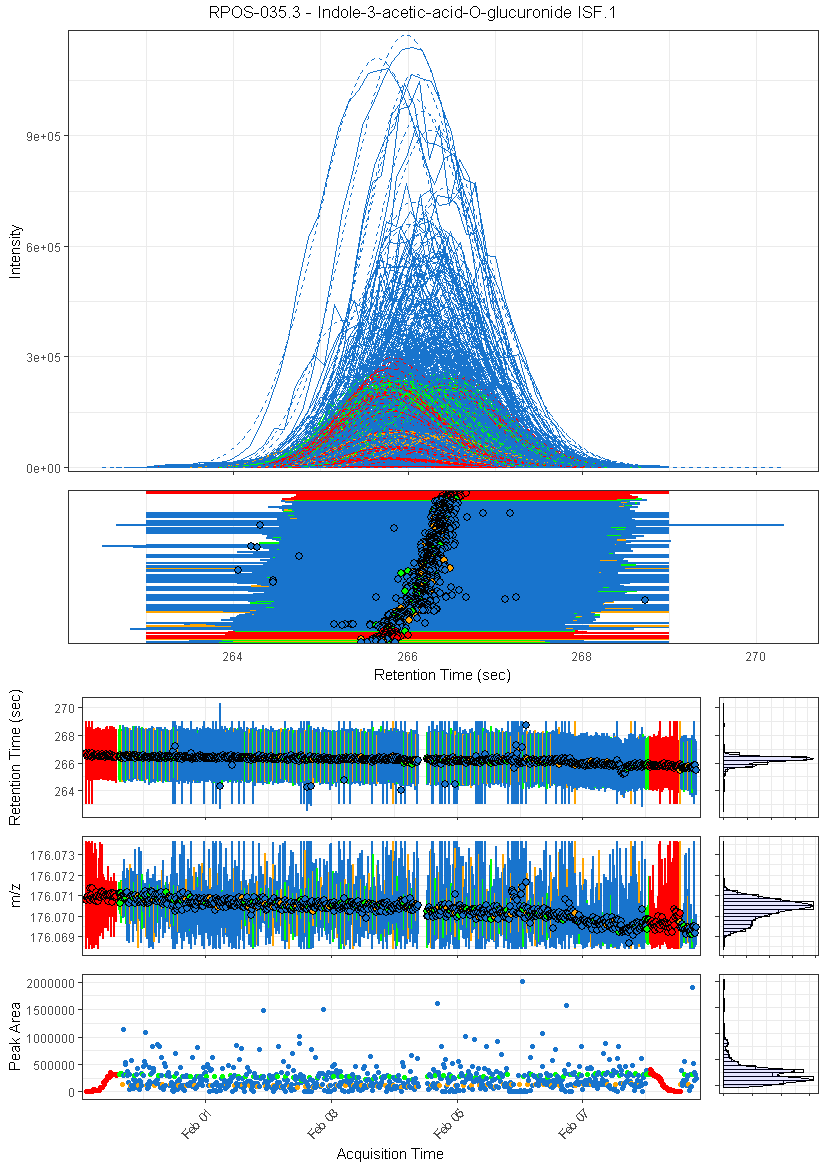 RPOS-035.3 - Indole-3-acetic-acid-O-glucuronide ISF.1
Intensity
9e+05
6e+05
3e+05
0e+00
264
266
268
270
Retention Time (sec)
Retention Time (sec)
270
268
266
264
m/z
176.073
176.072
176.071
176.070
176.069
Peak Area
2000000
1500000
1000000
500000
0
Feb 01
Feb 03
Feb 05
Feb 07
Acquisition Time